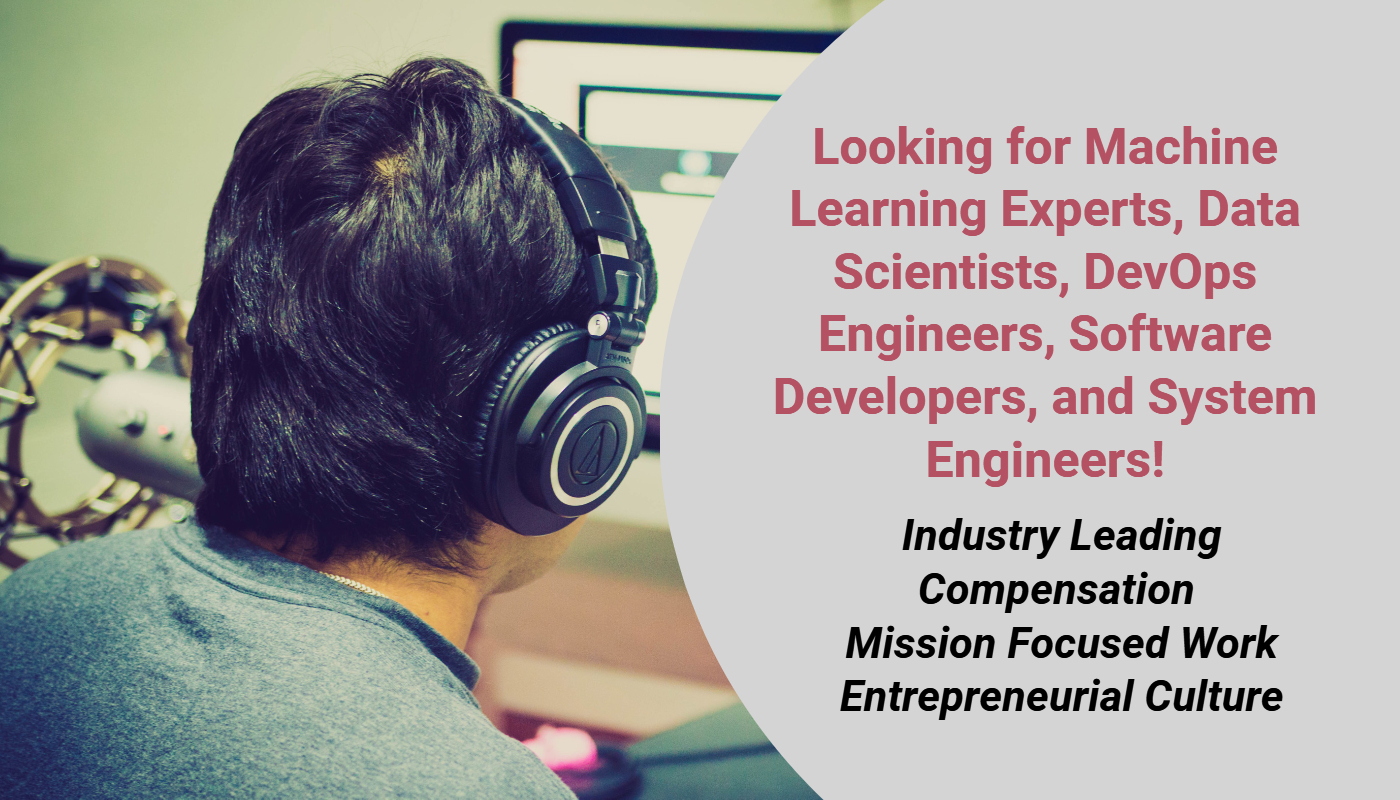 Looking for Machine
Learning Experts, Data
Scientists, DevOps
Engineers, Software
Developers, and System
Engineers!
Industry Leading
Compensation
Mission Focused Work
Entrepreneurial Culture